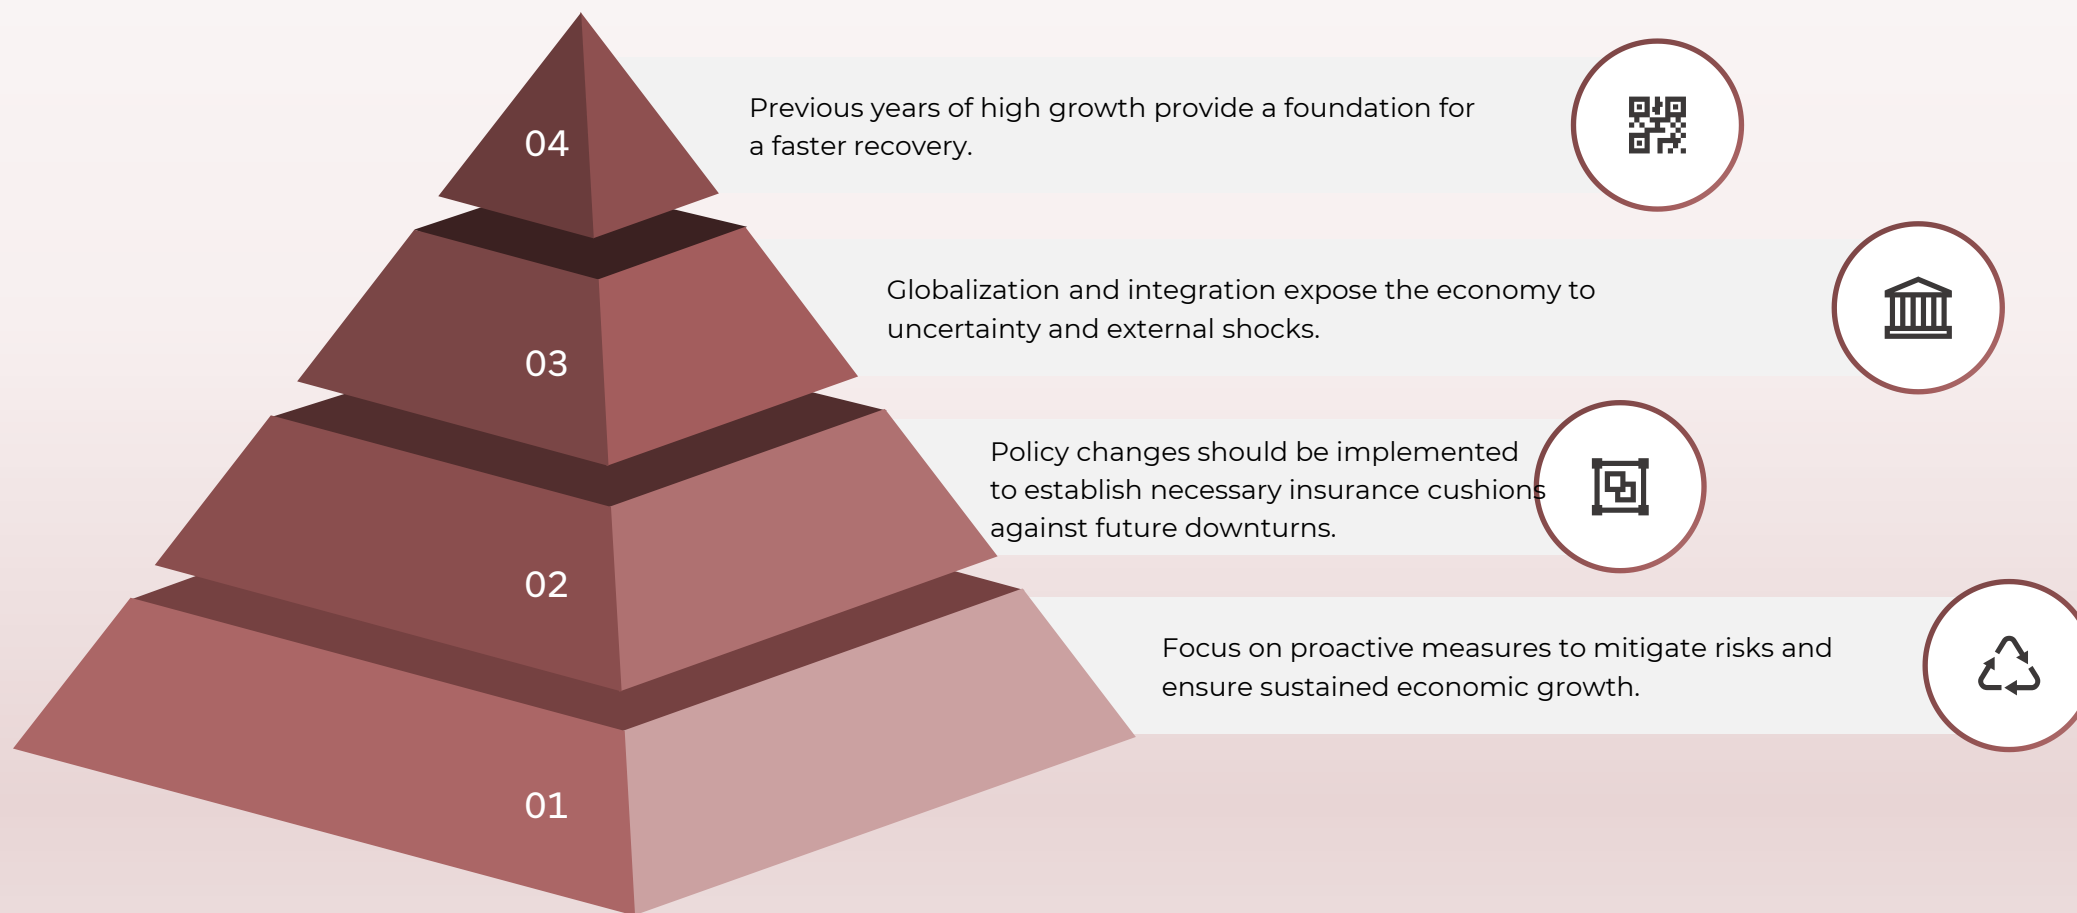 04
Previous years of high growth provide a foundation for
a faster recovery.
03
Globalization and integration expose the economy to
uncertainty and external shocks.
02
Policy changes should be implemented
to establish necessary insurance cushions
against future downturns.
01
Focus on proactive measures to mitigate risks and
ensure sustained economic growth.